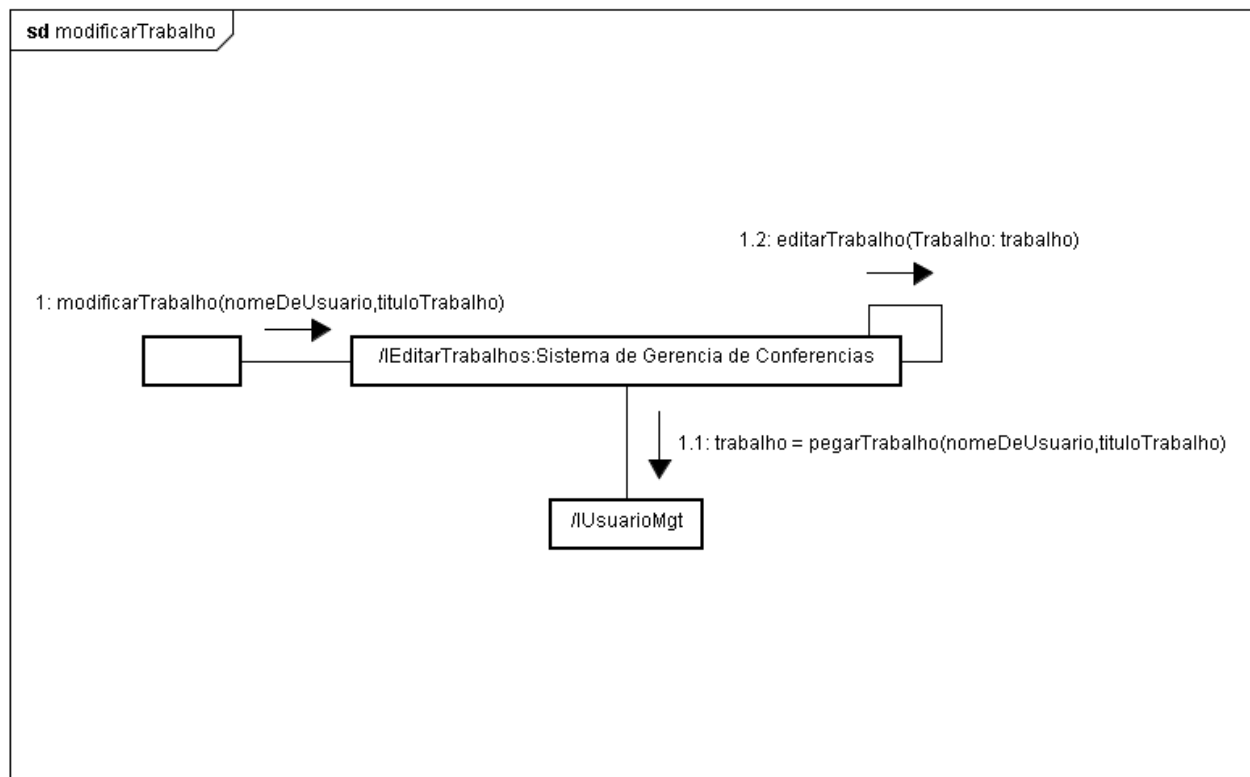 sd modificarTrabalho
1.2: editarTrabalho(Trabalho: trabalho)
1: modificarTrabalho(nomeDeUsuario,tituloTrabalho)
/IEditarTrabalhos:Sistema de Gerencia de Conferencias
1.1: trabalho = pegarTrabalho(nomeDeUsuario,tituloTrabalho)
/IUsuarioMgt